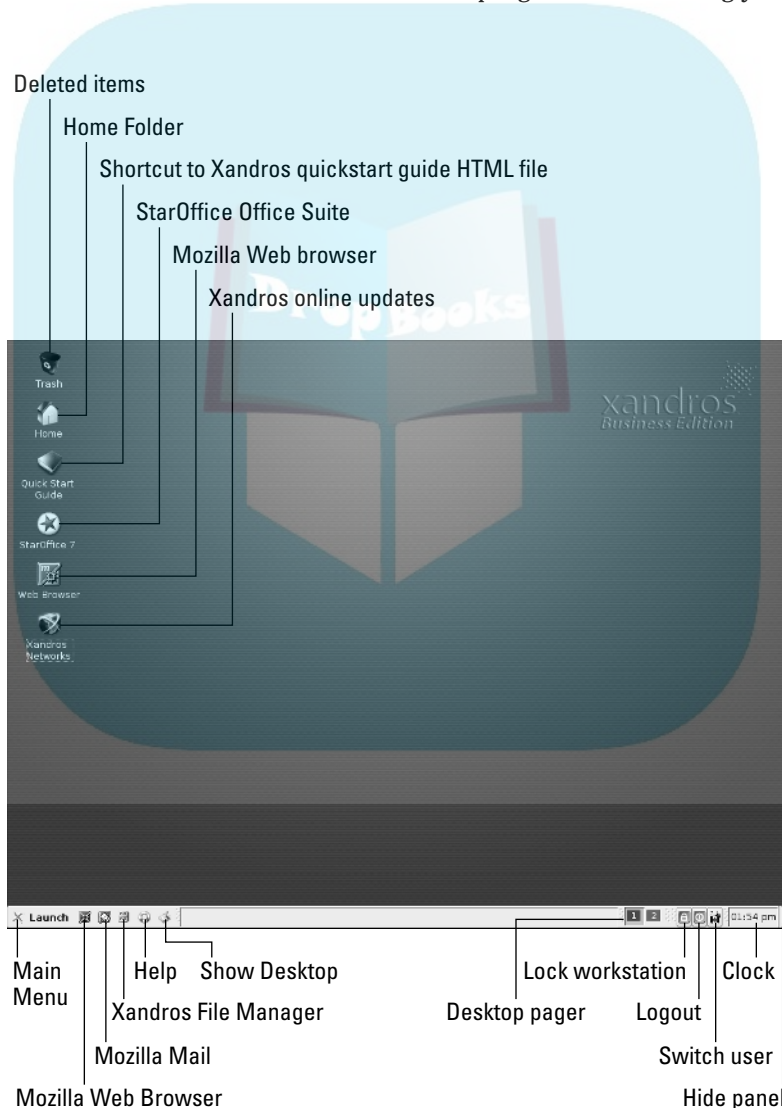 Deleted items
Home Folder
Shortcut to Xandros quickstart guide HTML file
StarOffice Office Suite
Mozilla Web browser
Xandros online updates
Drop Books
Trash
Home
Quick Start
Guide
StarOffice 7
Web Browser
Xandros
Networks
xandros
Business Edition
Launch
1 2
01:54 pm
Main
Menu
Help
Show Desktop
Lock workstation
Clock
Xandros File Manager
Desktop pager
Logout
Mozilla Mail
Switch user
Mozilla Web Browser
Hide panel